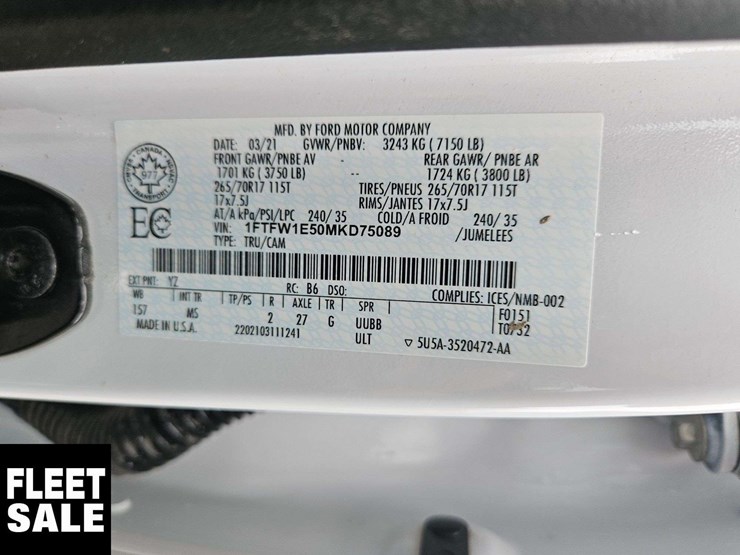 MFD. BY FORD MOTOR COMPANY
DATE: 03/21 GVWR/PNBV: 3243 KG ( 7150 LB)
FRONT GAWR/PNBE AV - REAR GAWR/ PNBE AR
1701 KG ( 3750 LB) -- 1724 KG ( 3800 LB)
265/70R17 115T TIRES/PNEUS 265/70R17 115T
17x7.5J RIMS/JANTES 17x7.5J
AT/A kPa/PSI/LPC 240/ 35 COLD/A FROID 240/ 35
VIN: 1FTFW1E50MKD75089 /JUMELEES
TYPE: TRU/CAM
CANADA
977
EC
EXT PNT: YZ RC: B6 DSO: COMPLIES: ICES/NMB-002
WB INT TR TP/PS R AXLE TR SPR F0151
157 MS 2 27 G UUBB
MADE IN U.S.A. 2202103111241 ULT ▽ 5U5A-3520472-AA
FLEET
SALE